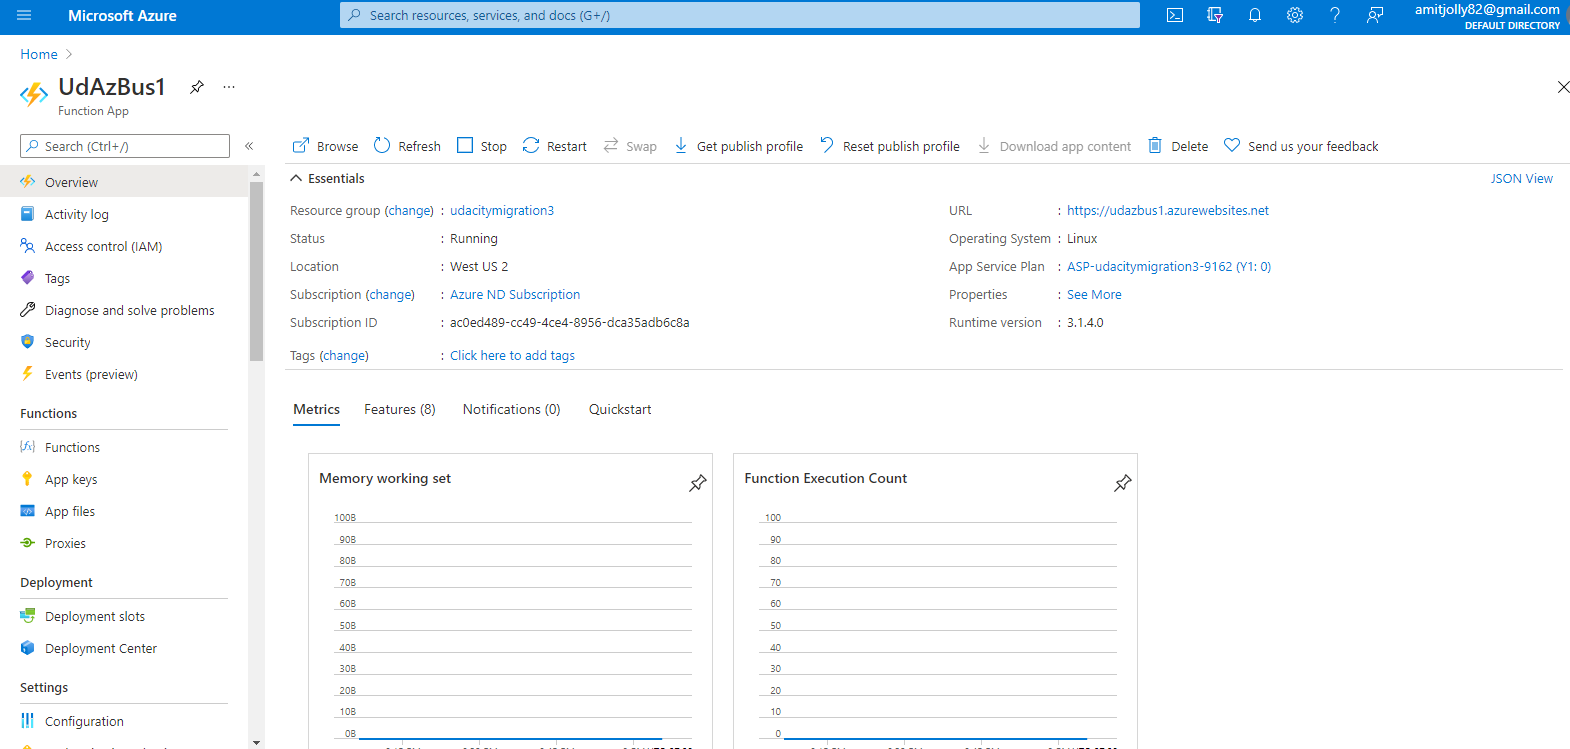 Microsoft Azure
Search resources, services, and docs (G+/)
amitjolly82@gmail.com
DEFAULT DIRECTORY
Home
UdAzBus1
Function App
Search (Ctrl+/)
Browse Refresh Stop Restart Swap Get publish profile Reset publish profile Download app content Delete Send us your feedback
Overview
Activity log
Access control (IAM)
Tags
Diagnose and solve problems
Security
Events (preview)
Functions
Functions
App keys
App files
Proxies
Deployment
Deployment slots
Deployment Center
Settings
Configuration
Essentials
JSON View
Resource group (change) : udacitymigration3
Status : Running
Location : West US 2
Subscription (change) : Azure ND Subscription
Subscription ID : ac0ed489-cc49-4ce4-8956-dca35adb6c8a
Tags (change) : Click here to add tags
URL : https://udazbus1.azurewebsites.net
Operating System : Linux
App Service Plan : ASP-udacitymigration3-9162 (Y1: 0)
Properties : See More
Runtime version : 3.1.4.0
Metrics Features (8) Notifications (0) Quickstart
Memory working set
100B
90B
80B
70B
60B
50B
40B
30B
20B
10B
0B
Function Execution Count
100
90
80
70
60
50
40
30
20
10
0